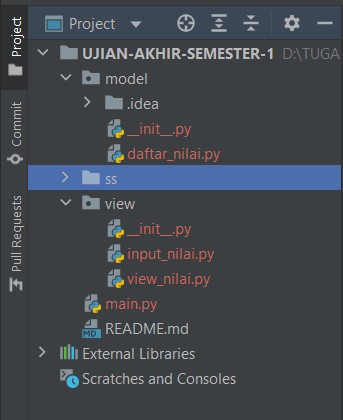 Project
Commit
Pull Requests
Project
UJIAN-AKHIR-SEMESTER-1 D:\TUGA
model
.idea
__init__.py
daftar_nilai.py
ss
view
__init__.py
input_nilai.py
view_nilai.py
main.py
MD README.md
External Libraries
Scratches and Consoles